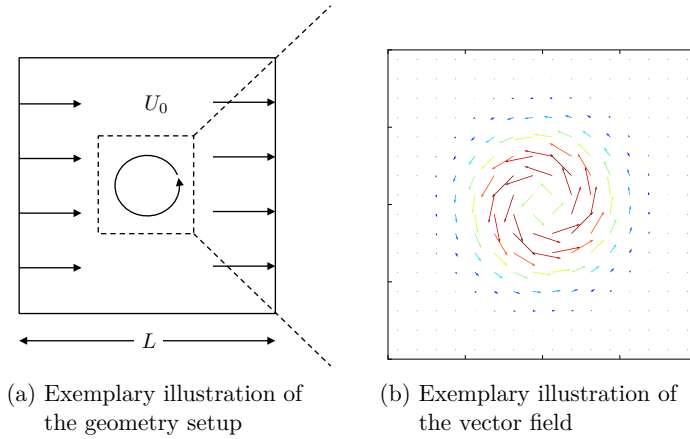 U₀
L
(a) Exemplary illustration of
the geometry setup
(b) Exemplary illustration of
the vector field